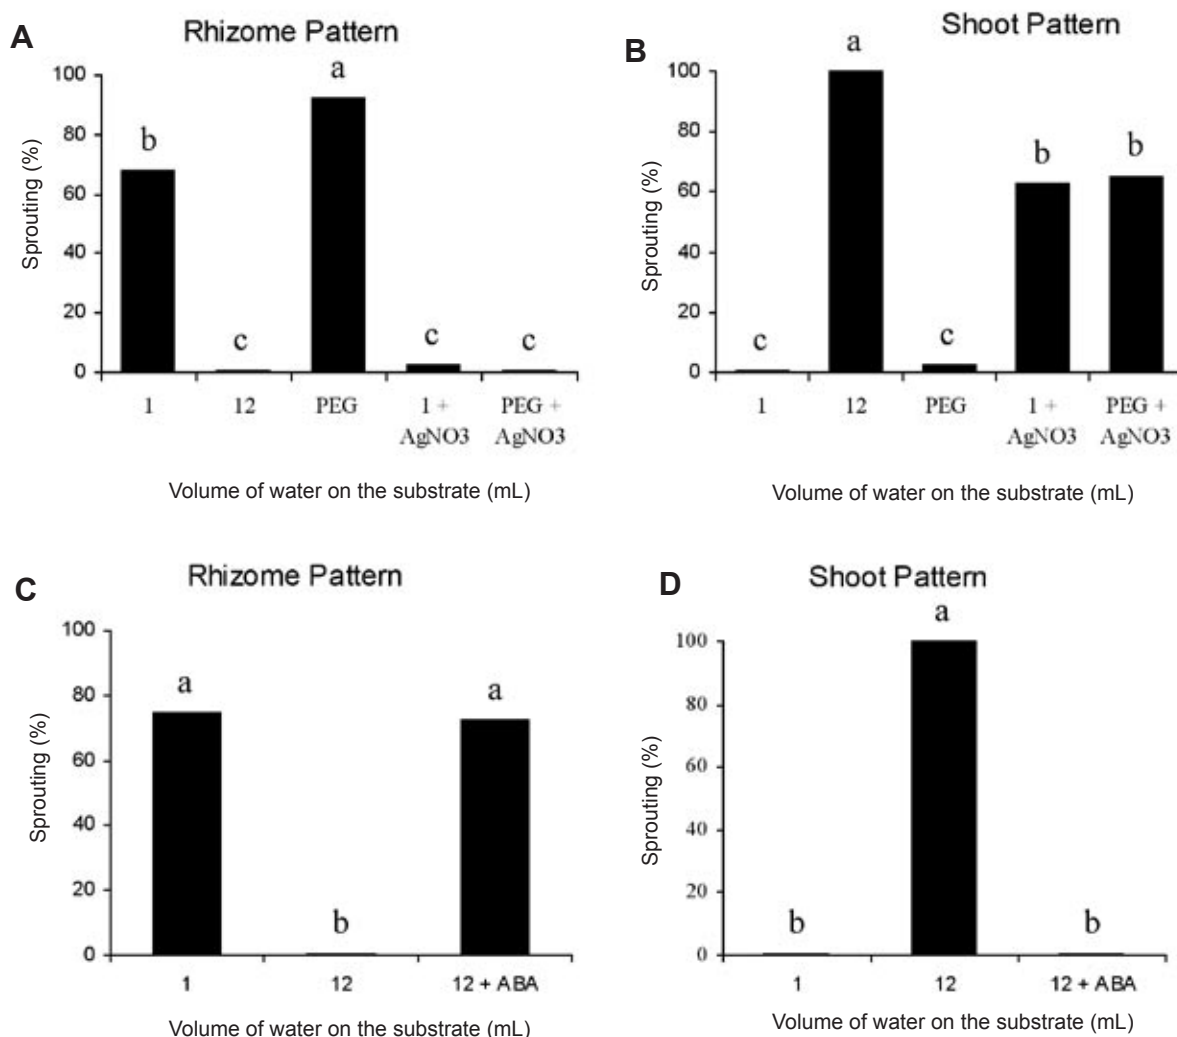 A
Rhizome Pattern
Sprouting (%)
100
80
60
40
20
0
b
c
a
c
c
1
12
PEG
1 +
AgNO3
PEG +
AgNO3
Volume of water on the substrate (mL)
B
Shoot Pattern
Sprouting (%)
100
80
60
40
20
0
c
a
c
b
b
1
12
PEG
1 +
AgNO3
PEG +
AgNO3
Volume of water on the substrate (mL)
C
Rhizome Pattern
Sprouting (%)
100
80
60
40
20
0
a
b
a
1
12
12 + ABA
Volume of water on the substrate (mL)
D
Shoot Pattern
Sprouting (%)
100
80
60
40
20
0
b
a
b
1
12
12 + ABA
Volume of water on the substrate (mL)